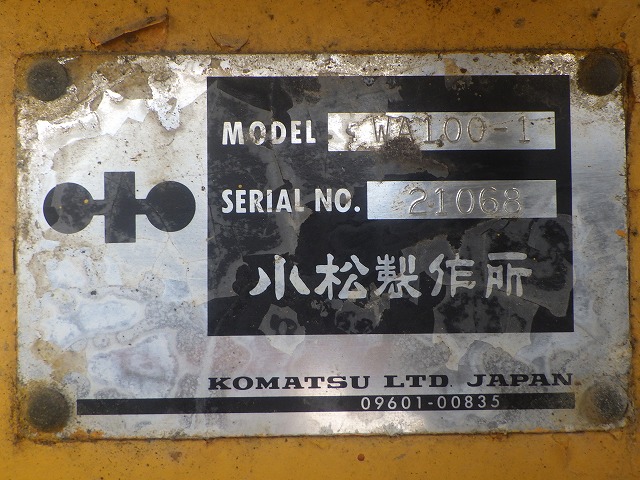 MODEL WA100-1
SERIAL NO. 21068
小松製作所
KOMATSU LTD. JAPAN
09601-00835